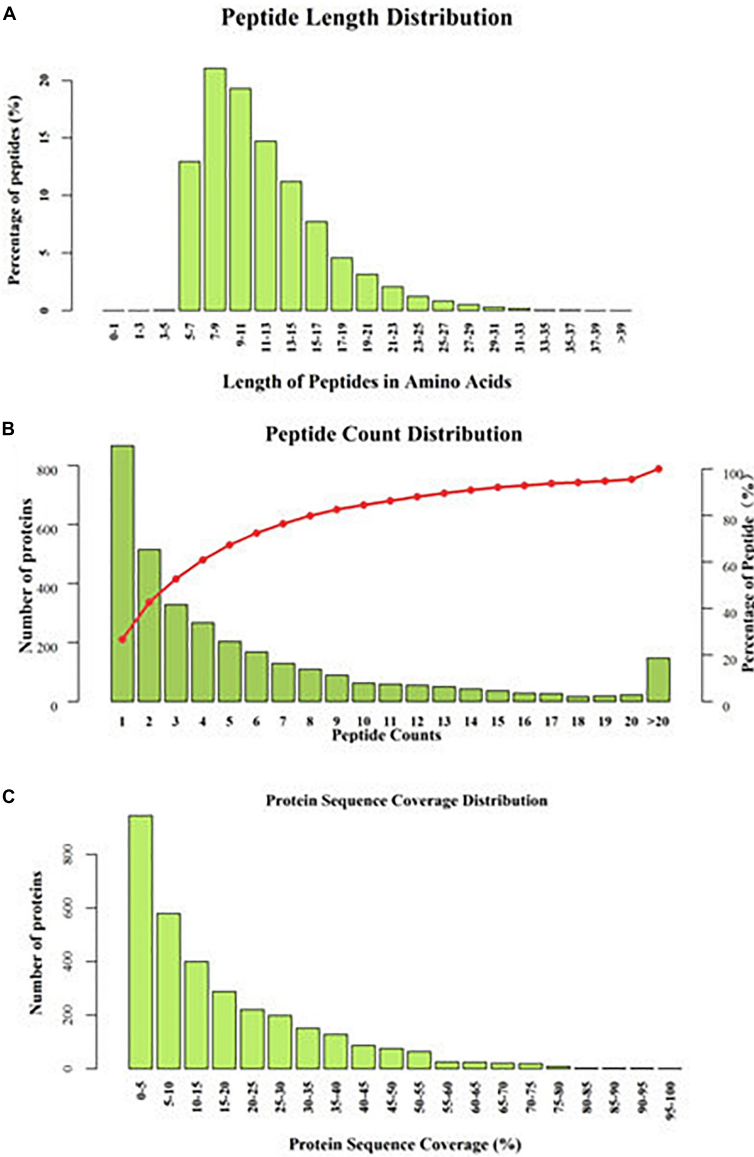 A
Peptide Length Distribution
Percentage of peptides (%)
20
15
10
5
0
0-1 1-3 3-5 5-7 7-9 9-11 11-13 13-15 15-17 17-19 19-21 21-23 23-25 25-27 27-29 29-31 31-33 33-35 35-37 37-39 >39
Length of Peptides in Amino Acids
B
Peptide Count Distribution
Number of proteins
800
600
400
200
0
100
80
60
40
20
0
Percentage of Peptide (%)
1 2 3 4 5 6 7 8 9 10 11 12 13 14 15 16 17 18 19 20 >20
Peptide Counts
C
Protein Sequence Coverage Distribution
Number of proteins
800
600
400
200
0
0-5 5-10 10-15 15-20 20-25 25-30 30-35 35-40 40-45 45-50 50-55 55-60 60-65 65-70 70-75 75-80 80-85 85-90 90-95 95-100
Protein Sequence Coverage (%)